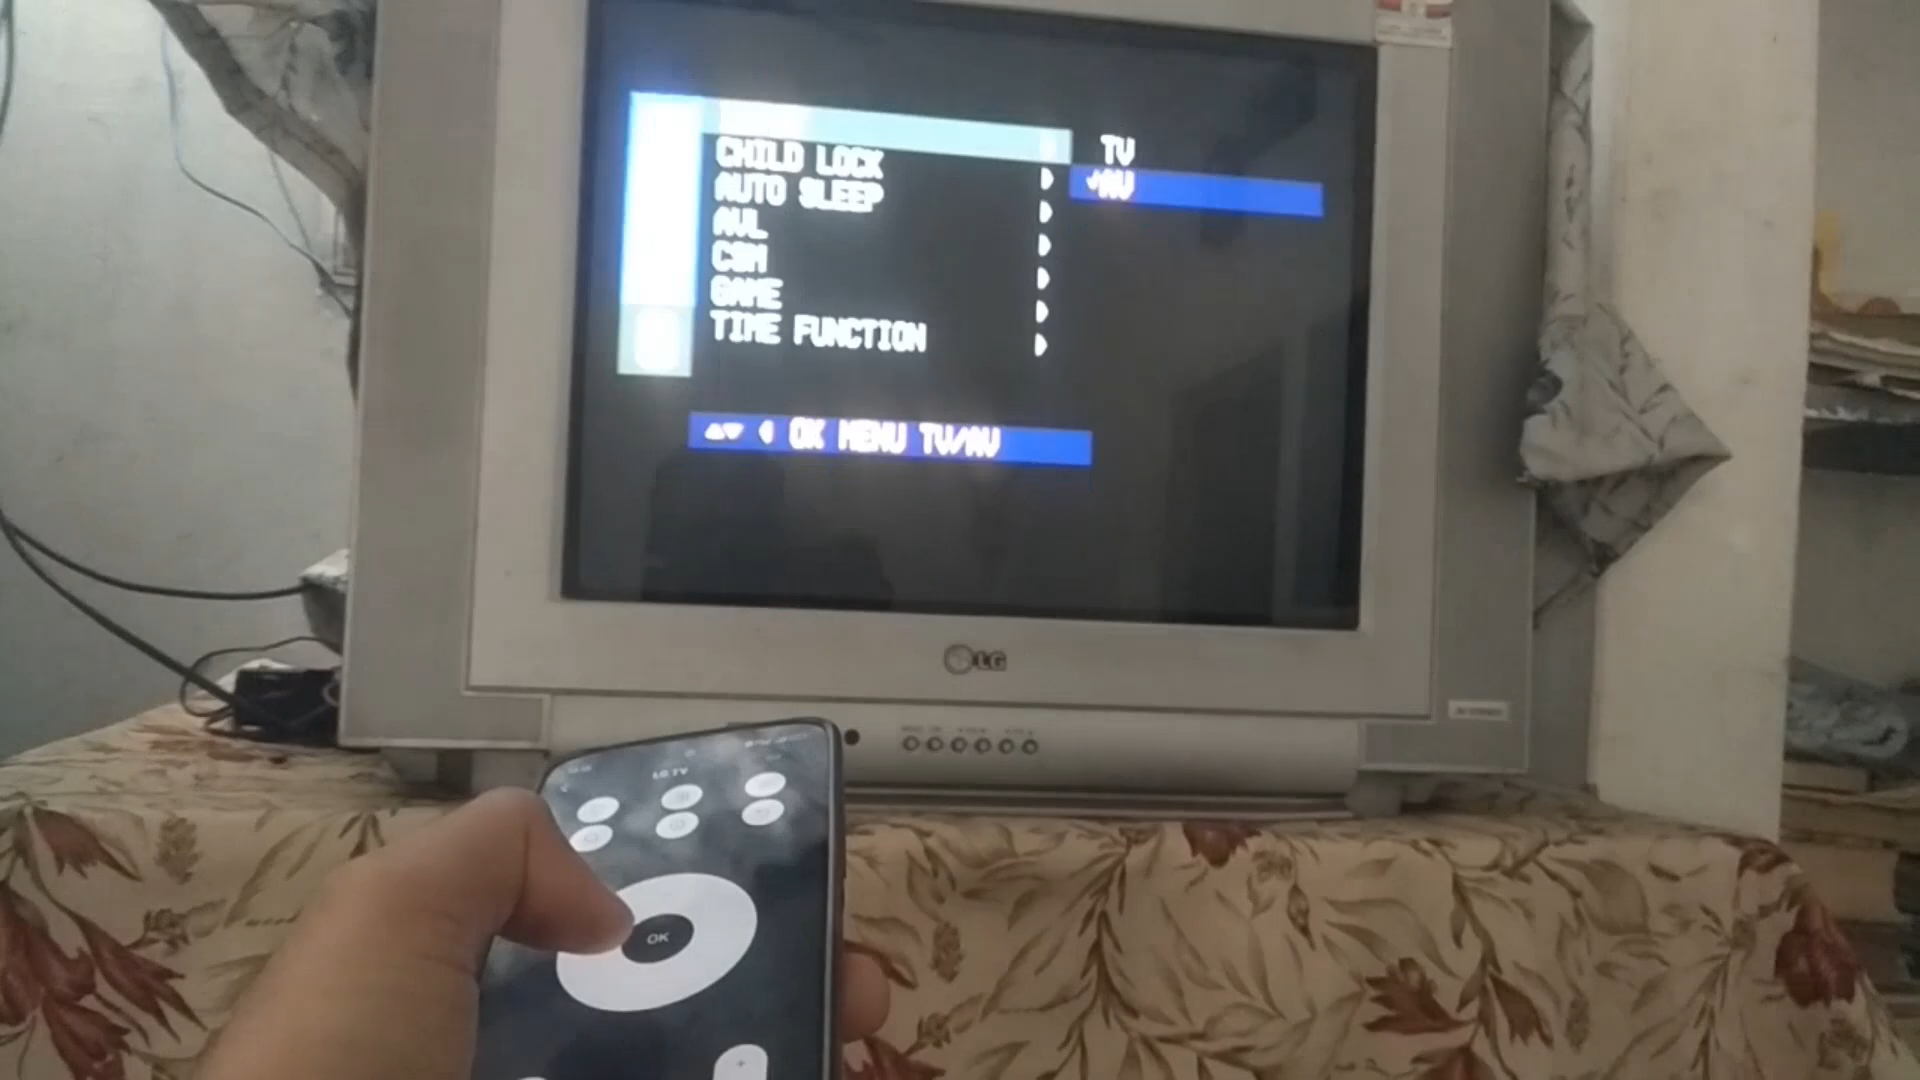 TV
CHILD LOCK
✓AV
AUTO SLEEP
AVL
CSM
GAME
TIME FUNCTION
OK MENU TV/AV
LG
LG TV
OK